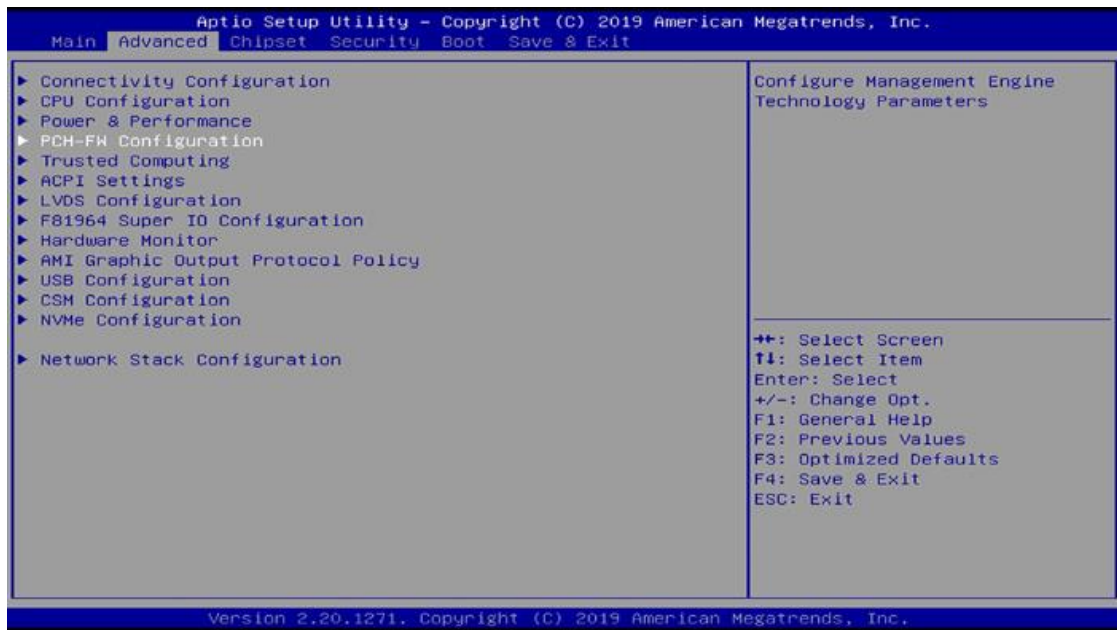 Aptio Setup Utility – Copyright (C) 2019 American Megatrends, Inc.
Main Advanced Chipset Security Boot Save & Exit
► Connectivity Configuration
► CPU Configuration
► Power & Performance
► PCH-FW Configuration
► Trusted Computing
► ACPI Settings
► LVDS Configuration
► F81964 Super IO Configuration
► Hardware Monitor
► AMI Graphic Output Protocol Policy
► USB Configuration
► CSM Configuration
► NVMe Configuration
► Network Stack Configuration
Configure Management Engine
Technology Parameters
→←: Select Screen
↑↓: Select Item
Enter: Select
+/-: Change Opt.
F1: General Help
F2: Previous Values
F3: Optimized Defaults
F4: Save & Exit
ESC: Exit
Version 2.20.1271. Copyright (C) 2019 American Megatrends, Inc.